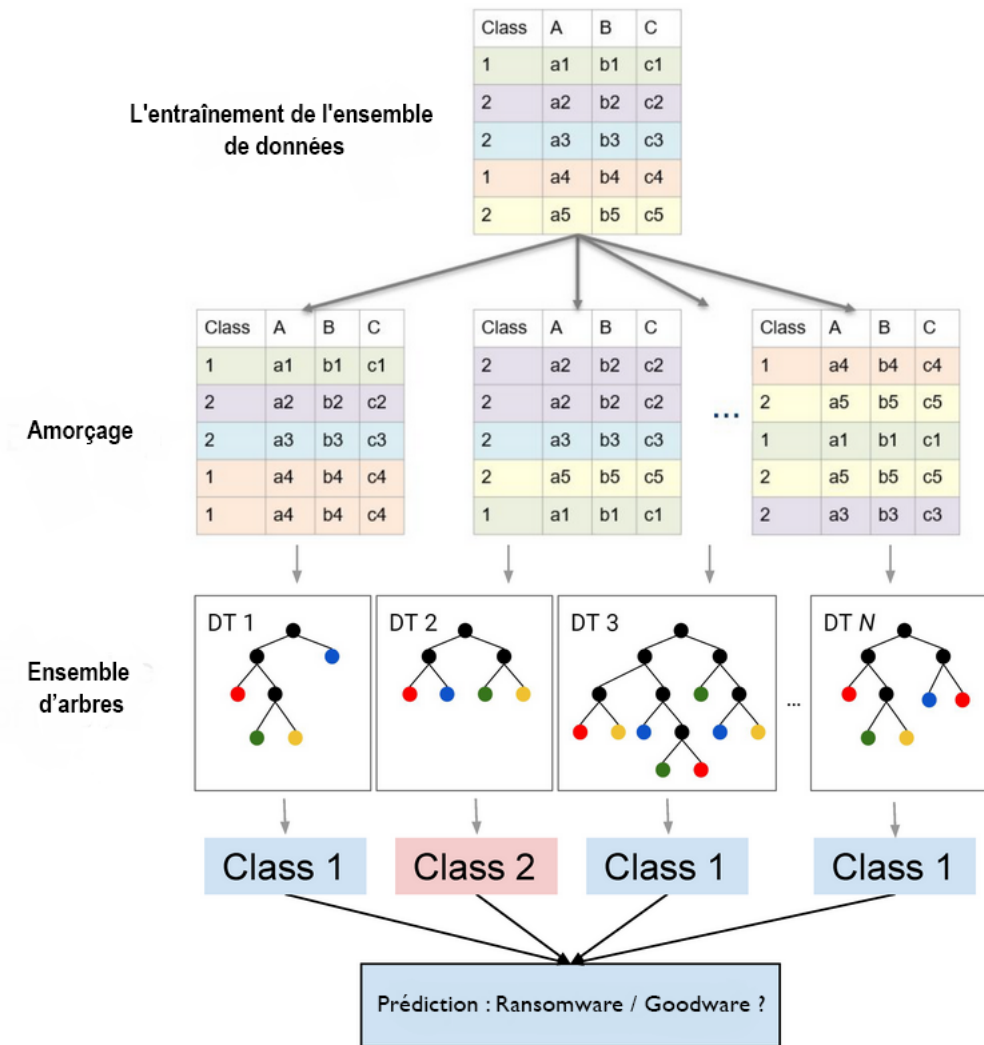 Class A B C
1 a1 b1 c1
2 a2 b2 c2
2 a3 b3 c3
1 a4 b4 c4
2 a5 b5 c5
L'entraînement de l'ensemble
de données
Class A B C
1 a1 b1 c1
2 a2 b2 c2
2 a3 b3 c3
1 a4 b4 c4
1 a4 b4 c4
Class A B C
2 a2 b2 c2
2 a2 b2 c2
2 a3 b3 c3
2 a5 b5 c5
1 a1 b1 c1
...
Class A B C
1 a4 b4 c4
2 a5 b5 c5
1 a1 b1 c1
2 a5 b5 c5
2 a3 b3 c3
Amorçage
Ensemble
d'arbres
DT 1
DT 2
DT 3
...
DT N
Class 1
Class 2
Class 1
Class 1
Prédiction : Ransomware / Goodware ?